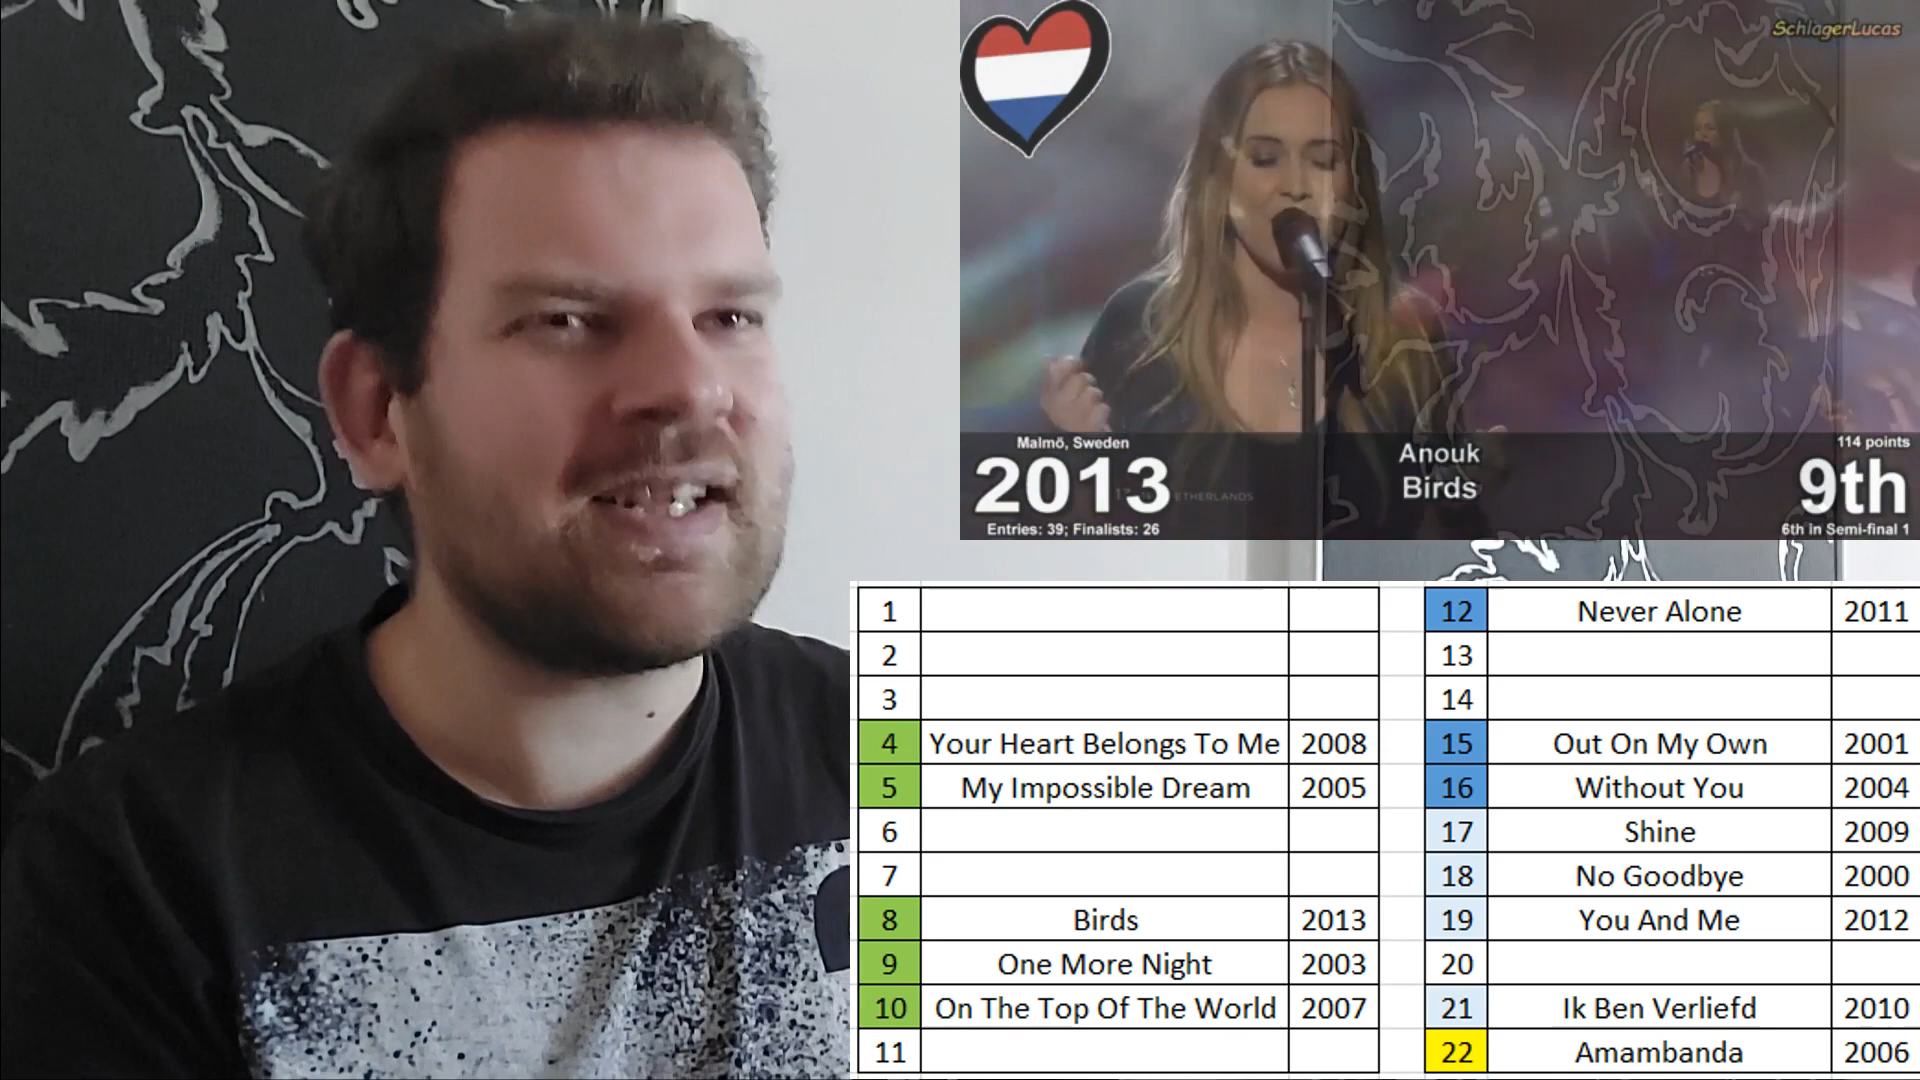 SchlagerLucas
Malmö, Sweden
2013
Entries: 39; Finalists: 26
ETHERLANDS
Anouk
Birds
114 points
9th
6th in Semi-final 1
1
2
3
4 Your Heart Belongs To Me 2008
5 My Impossible Dream 2005
6
7
8 Birds 2013
9 One More Night 2003
10 On The Top Of The World 2007
11
12 Never Alone 2011
13
14
15 Out On My Own 2001
16 Without You 2004
17 Shine 2009
18 No Goodbye 2000
19 You And Me 2012
20
21 Ik Ben Verliefd 2010
22 Amambanda 2006